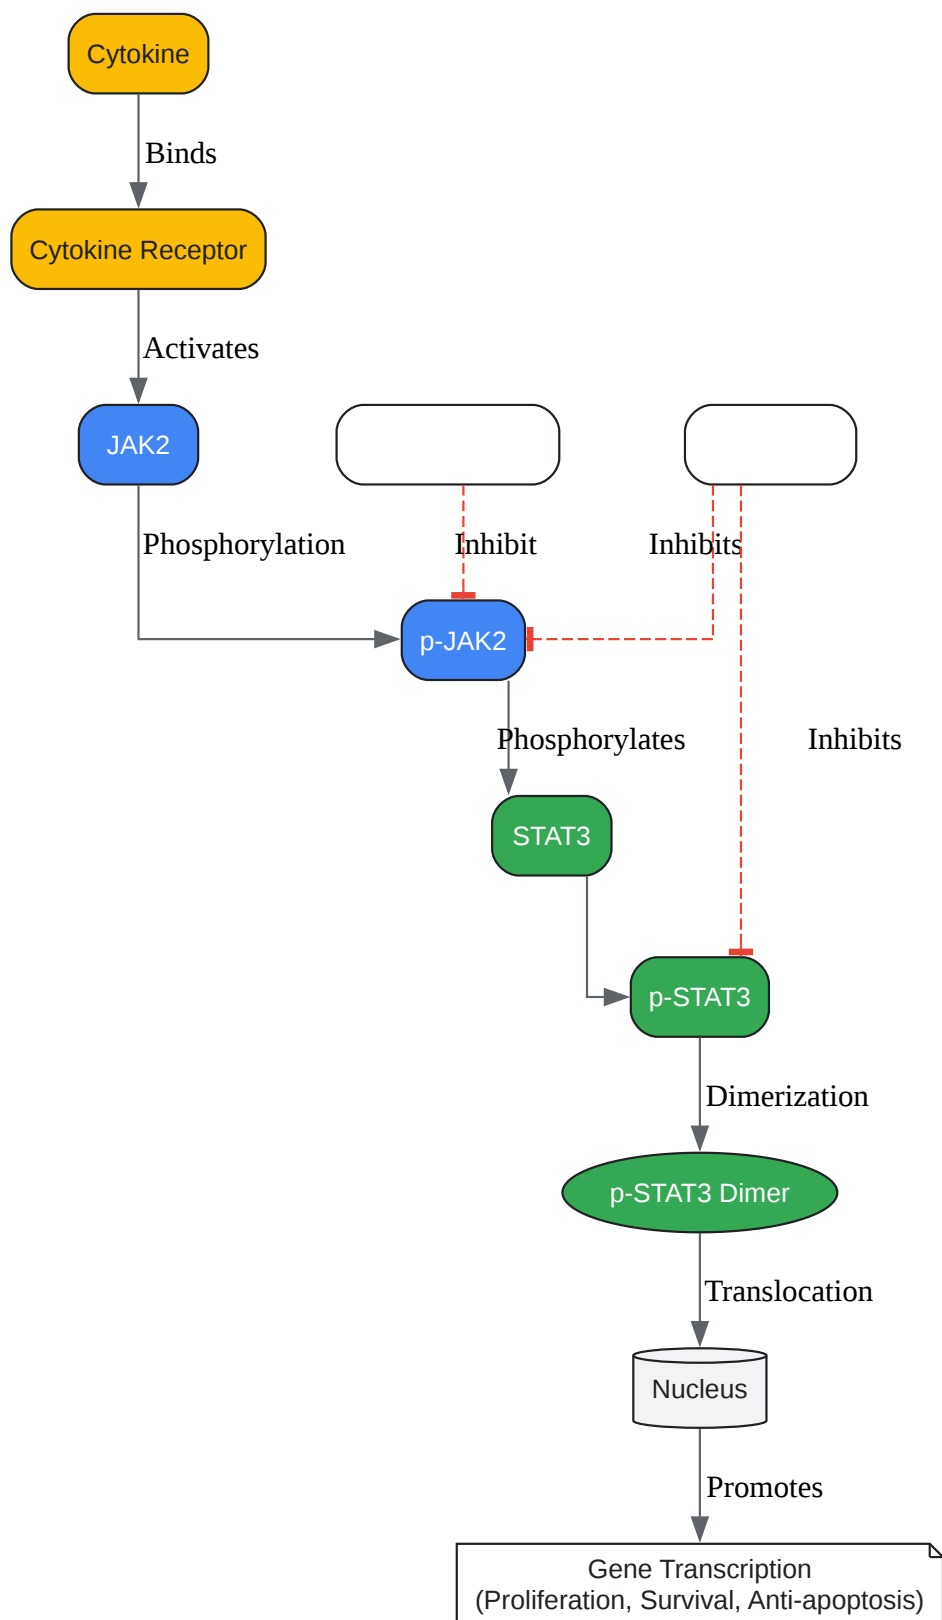 Cytokine
Binds
Cytokine Receptor
Activates
JAK2
Phosphorylation
Inhibit
Inhibits
p-JAK2
Phosphorylates
Inhibits
STAT3
p-STAT3
Dimerization
p-STAT3 Dimer
Translocation
Nucleus
Promotes
Gene Transcription
(Proliferation, Survival, Anti-apoptosis)